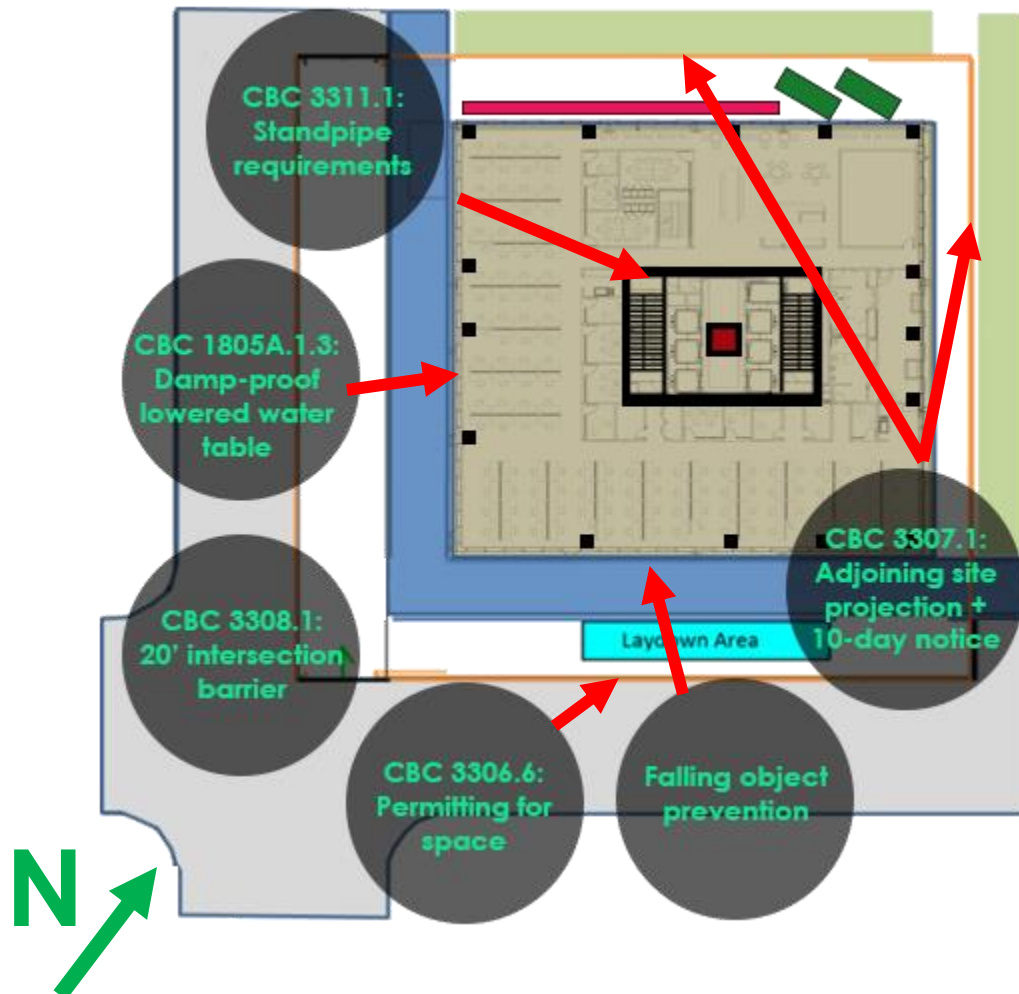 CBC 3311.1:
Standpipe
requirements
CBC 1805A.1.3:
Damp-proof
lowered water
table
CBC 3307.1:
Adjoining site
projection +
10-day notice
CBC 3308.1:
20' intersection
barrier
Laydown Area
CBC 3306.6:
Permitting for
space
Falling object
prevention
N